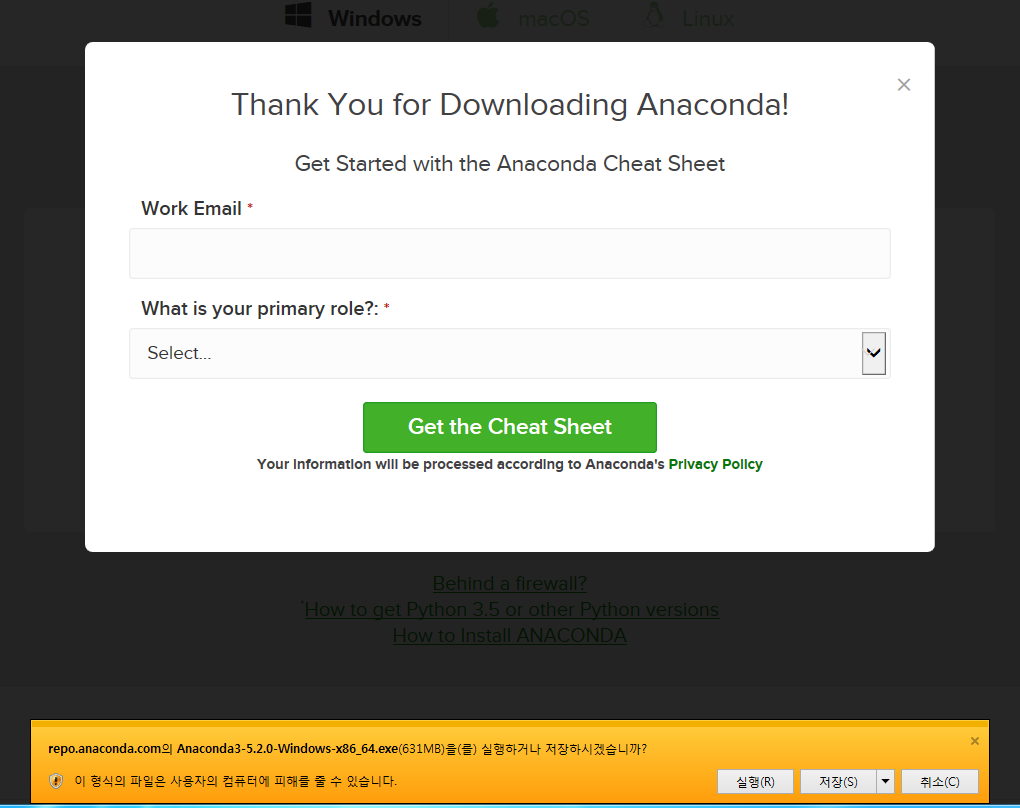 Windows macOS Linux
Thank You for Downloading Anaconda!
Get Started with the Anaconda Cheat Sheet
Work Email *
What is your primary role?: *
Select...
Get the Cheat Sheet
Your information will be processed according to Anaconda's Privacy Policy
Behind a firewall?
*How to get Python 3.5 or other Python versions
How to Install ANACONDA
repo.anaconda.com의 Anaconda3-5.2.0-Windows-x86_64.exe(631MB)을(를) 실행하거나 저장하시겠습니까?
이 형식의 파일은 사용자의 컴퓨터에 피해를 줄 수 있습니다.
실행(R) 저장(S) 취소(C)